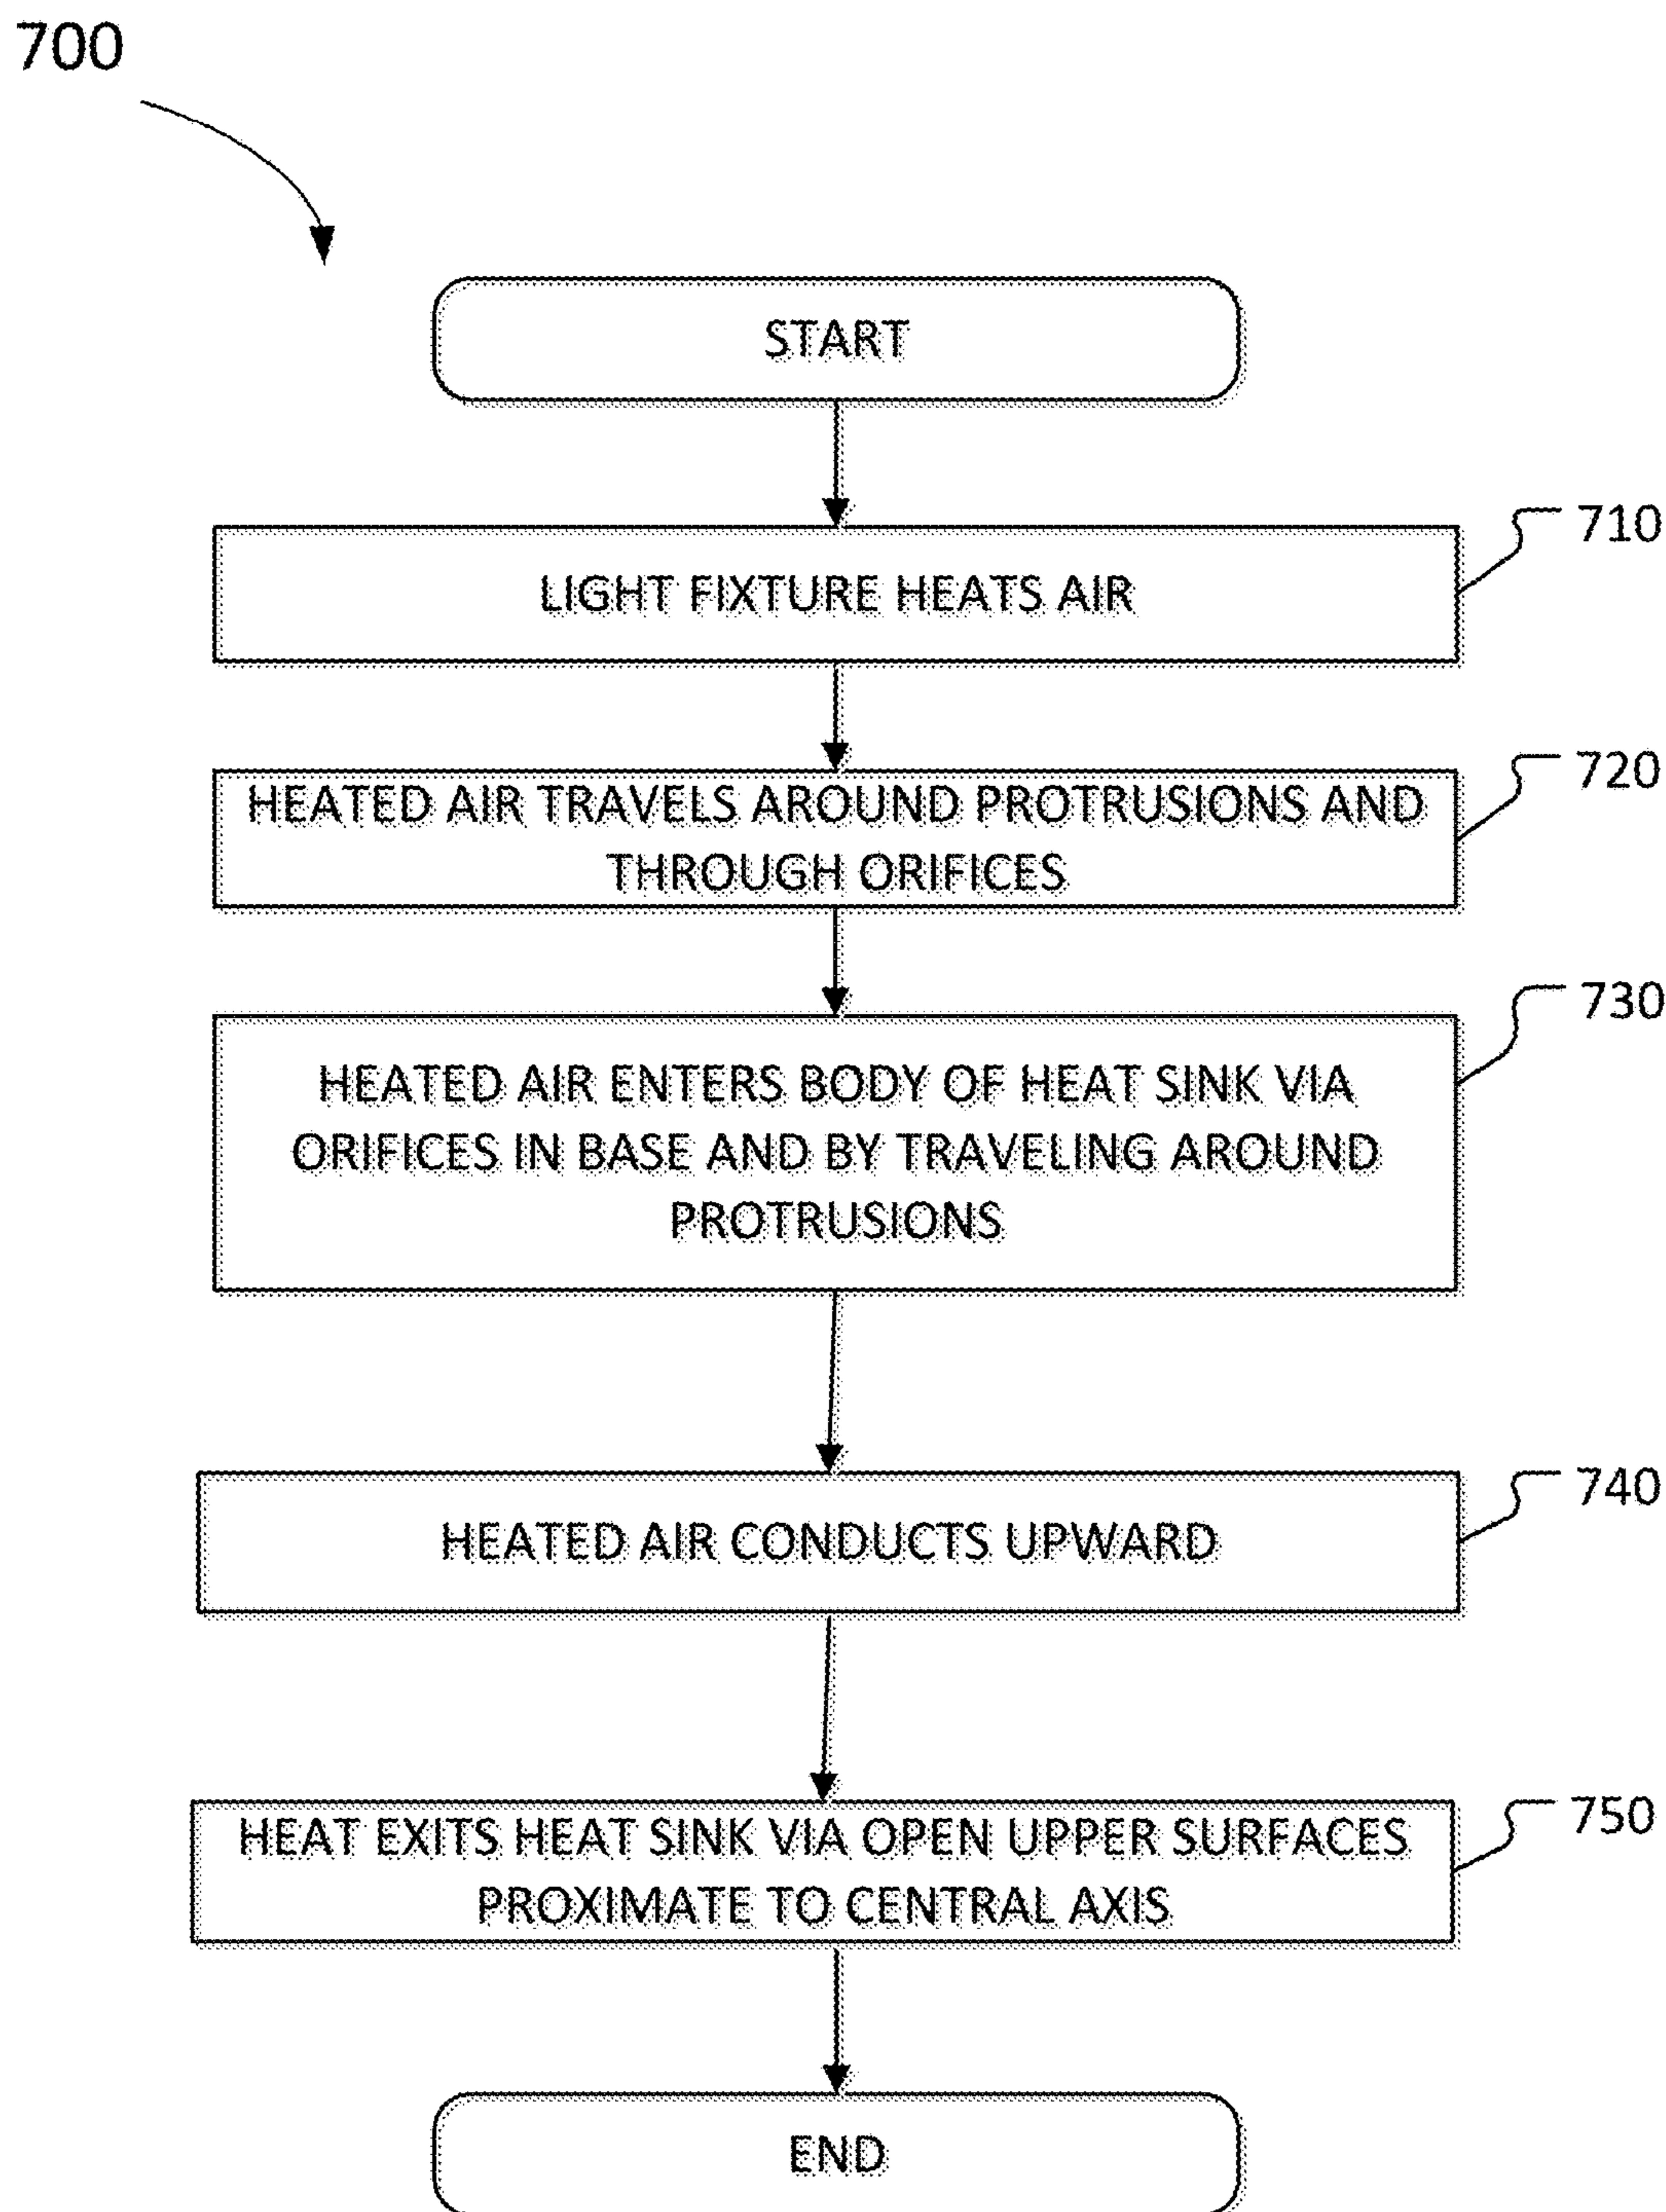 700
START
LIGHT FIXTURE HEATS AIR
710
HEATED AIR TRAVELS AROUND PROTRUSIONS AND
THROUGH ORIFICES
720
HEATED AIR ENTERS BODY OF HEAT SINK VIA
ORIFICES IN BASE AND BY TRAVELING AROUND
PROTRUSIONS
730
HEATED AIR CONDUCTS UPWARD
740
HEAT EXITS HEAT SINK VIA OPEN UPPER SURFACES
PROXIMATE TO CENTRAL AXIS
750
END